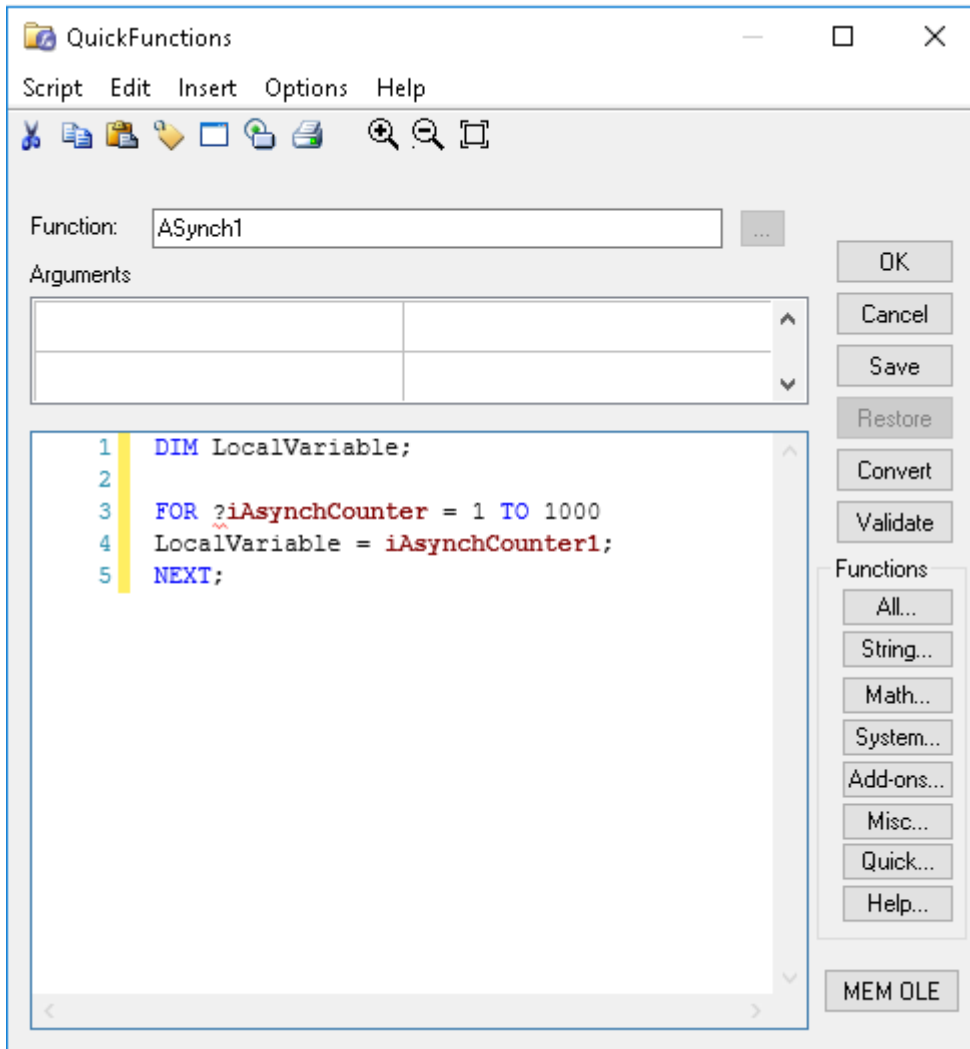 QuickFunctions
Script Edit Insert Options Help
Function: ASynch1 ...
Arguments
OK
Cancel
Save
Restore
Convert
Validate
1 DIM LocalVariable;
2
3 FOR ?iAsynchCounter = 1 TO 1000
4 LocalVariable = iAsynchCounter1;
5 NEXT;
Functions
All...
String...
Math...
System...
Add-ons...
Misc...
Quick...
Help...
MEM OLE